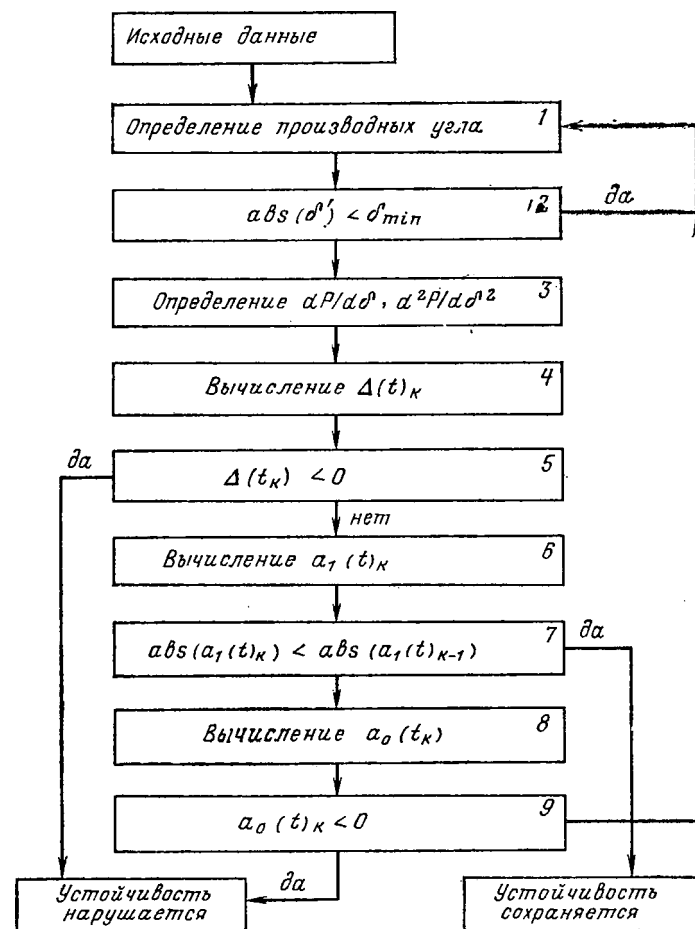 Исходные данные
Определение производных угла 1
abs(δ′) < δmin 2 да
Определение dP/dδ, d²P/dδ² 3
Вычисление Δ(t)к 4
да Δ(tк) < 0 5
нет
Вычисление a₁(t)к 6
abs(a₁(t)к) < abs(a₁(t)к-1) 7 да
Вычисление a₀(tк) 8
a₀(t)к < 0 9
да
Устойчивость нарушается
Устойчивость сохраняется